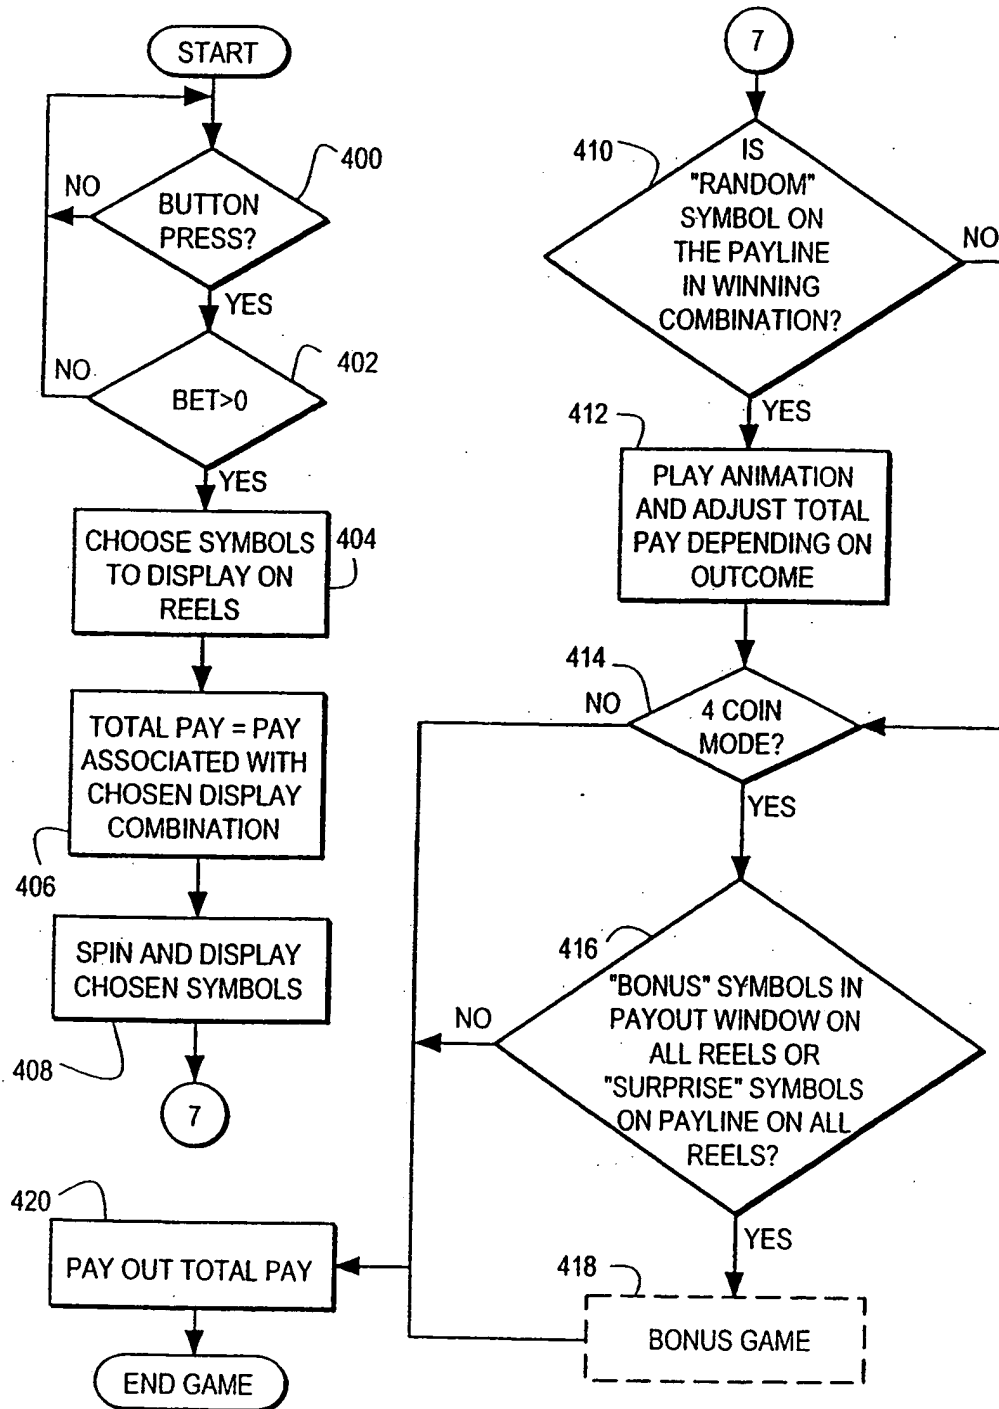 START
400
BUTTON
PRESS?
NO
YES
402
BET>0
NO
YES
CHOOSE SYMBOLS
TO DISPLAY ON
REELS
404
TOTAL PAY = PAY
ASSOCIATED WITH
CHOSEN DISPLAY
COMBINATION
406
SPIN AND DISPLAY
CHOSEN SYMBOLS
408
7
420
PAY OUT TOTAL PAY
END GAME
7
410
IS
"RANDOM"
SYMBOL ON
THE PAYLINE
IN WINNING
COMBINATION?
NO
YES
412
PLAY ANIMATION
AND ADJUST TOTAL
PAY DEPENDING ON
OUTCOME
414
4 COIN
MODE?
NO
YES
416
"BONUS" SYMBOLS IN
PAYOUT WINDOW ON
ALL REELS OR
"SURPRISE" SYMBOLS
ON PAYLINE ON ALL
REELS?
NO
YES
418
BONUS GAME